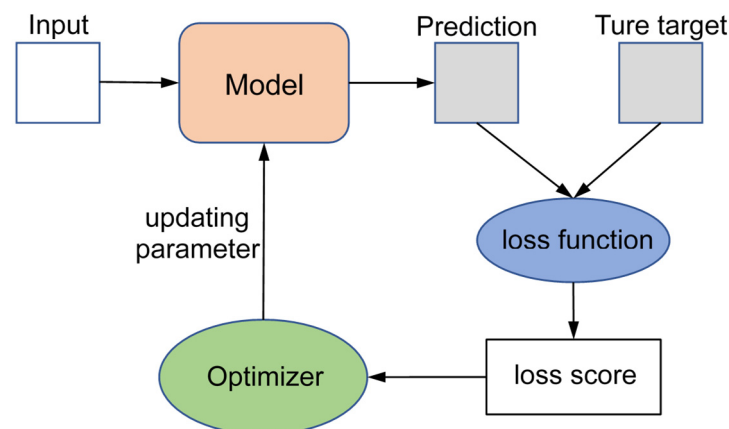 Input
Model
Prediction
Ture target
updating
parameter
loss function
Optimizer
loss score